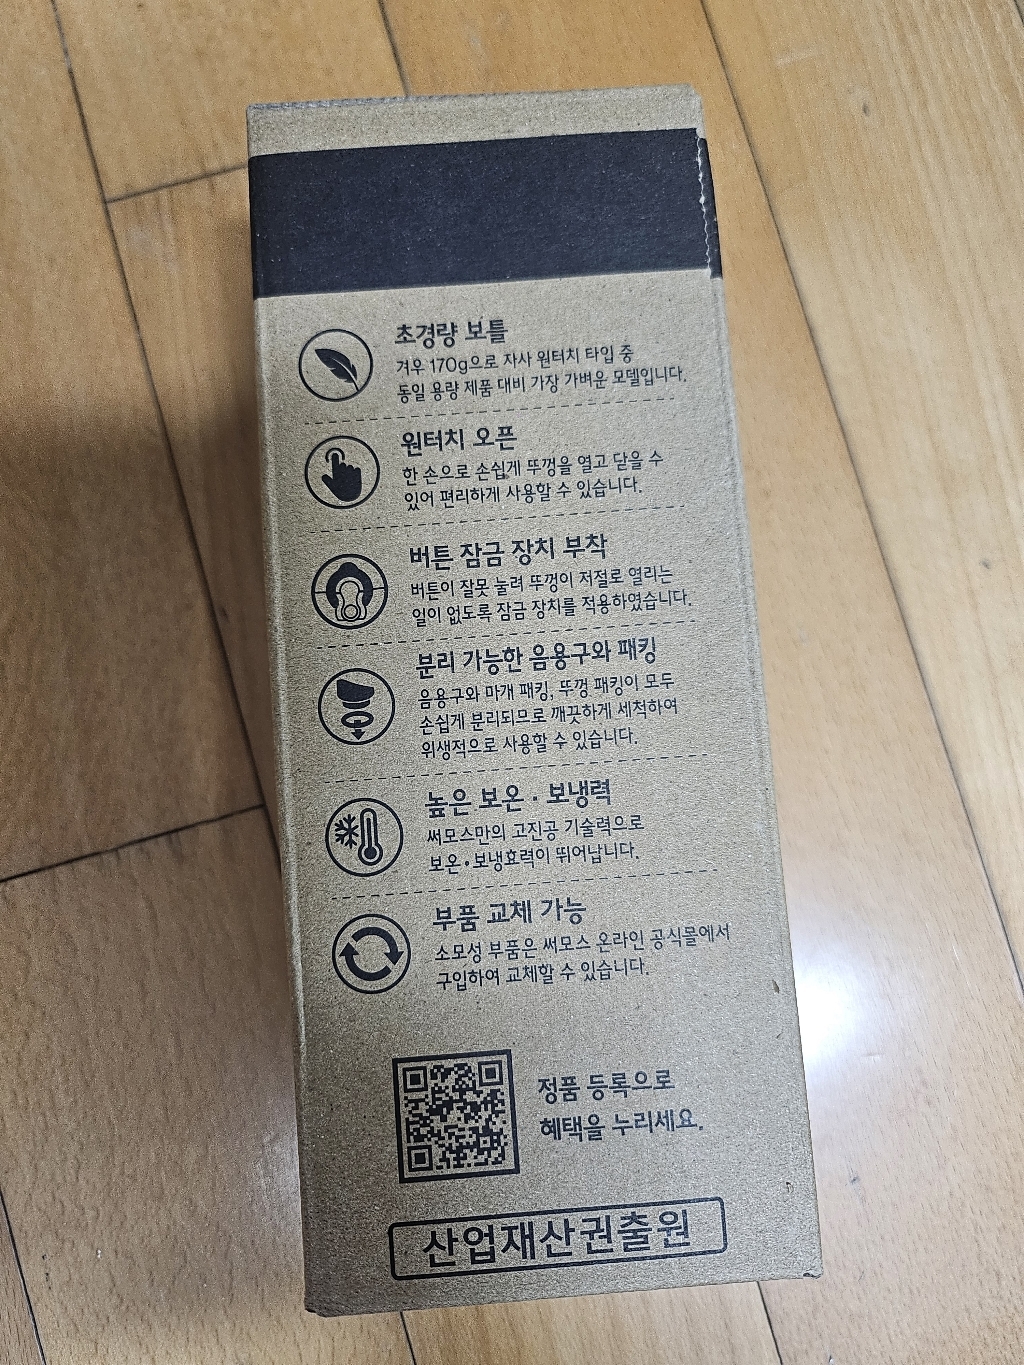 초경량 보틀
겨우 170g으로 자사 원터치 타입 중
동일 용량 제품 대비 가장 가벼운 모델입니다.
원터치 오픈
한 손으로 손쉽게 뚜껑을 열고 닫을 수
있어 편리하게 사용할 수 있습니다.
버튼 잠금 장치 부착
버튼이 잘못 눌려 뚜껑이 저절로 열리는
일이 없도록 잠금 장치를 적용하였습니다.
분리 가능한 음용구와 패킹
음용구와 마개 패킹, 뚜껑 패킹이 모두
손쉽게 분리되므로 깨끗하게 세척하여
위생적으로 사용할 수 있습니다.
높은 보온·보냉력
써모스만의 고진공 기술력으로
보온·보냉효력이 뛰어납니다.
부품 교체 가능
소모성 부품은 써모스 온라인 공식몰에서
구입하여 교체할 수 있습니다.
정품 등록으로
혜택을 누리세요.
산업재산권출원